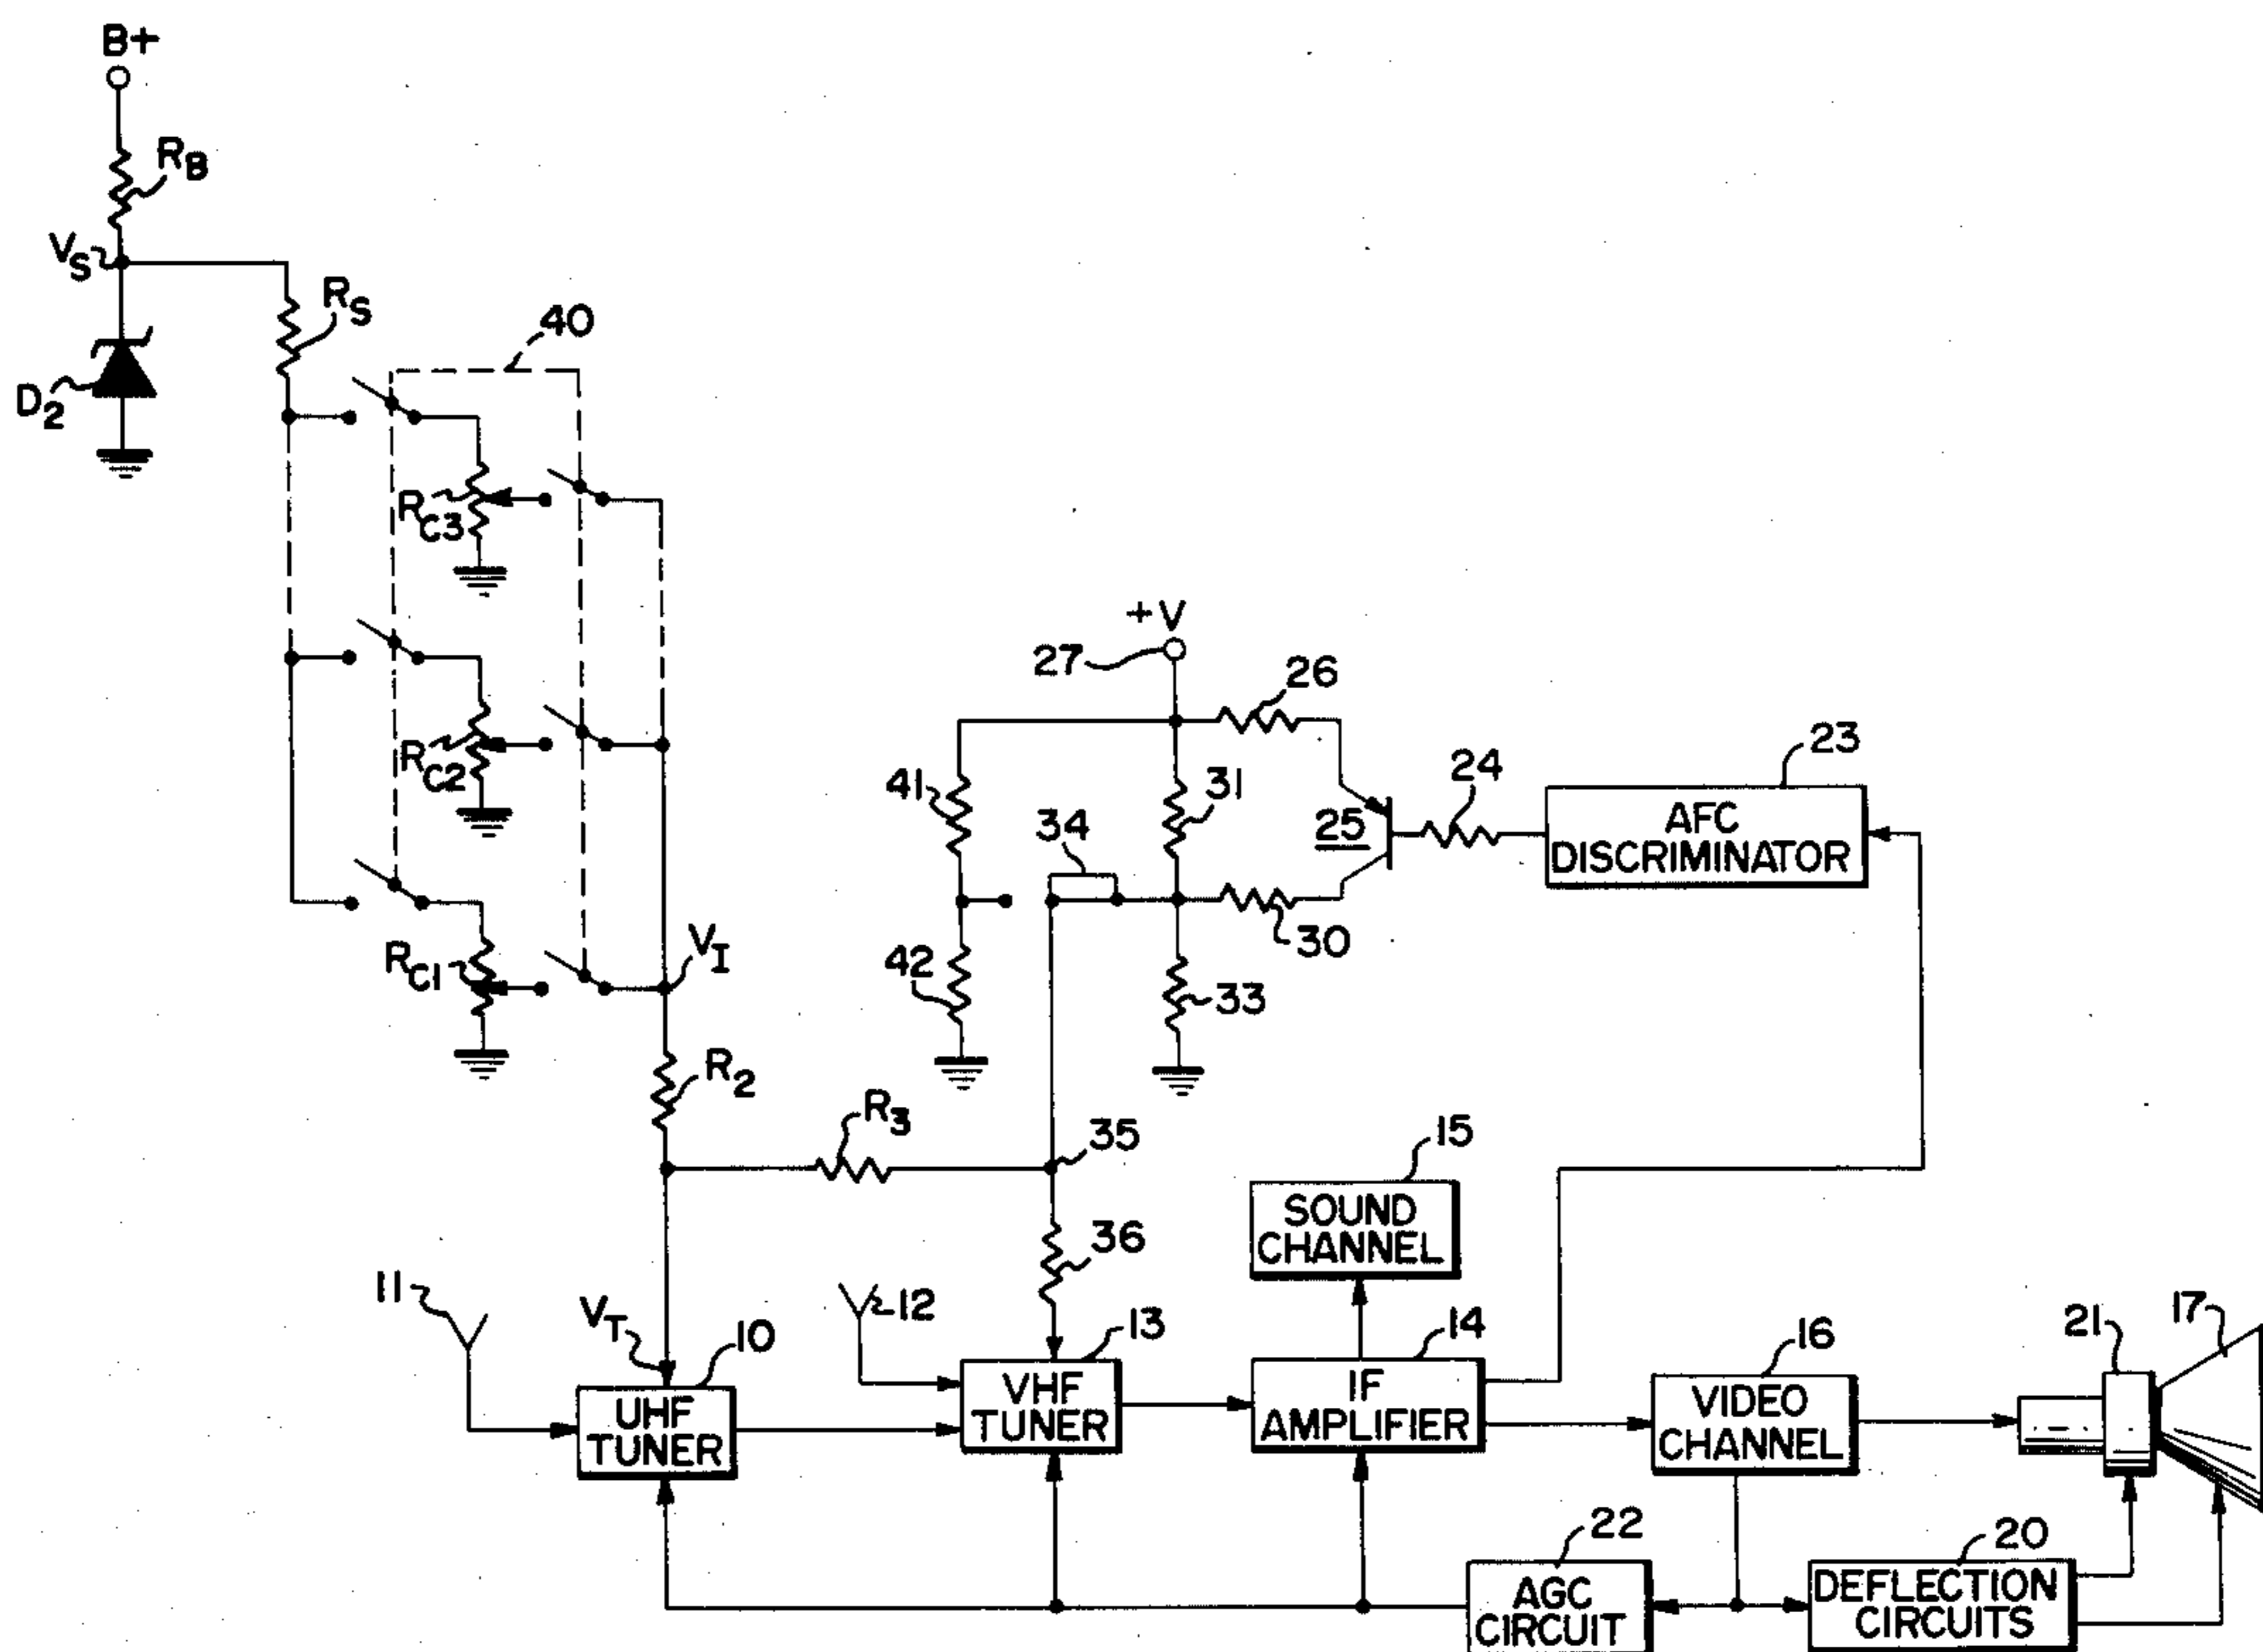 B+
R_B
V_S
R_S
D_2
40
R_C3
R_C2
R_C1
V_I
R_2
R_3
+V
27
26
41
31
34
25
24
23
AFC
DISCRIMINATOR
30
42
33
35
36
15
SOUND
CHANNEL
11
V_T
10
UHF
TUNER
12
13
VHF
TUNER
14
IF
AMPLIFIER
16
VIDEO
CHANNEL
21
17
22
AGC
CIRCUIT
20
DEFLECTION
CIRCUITS